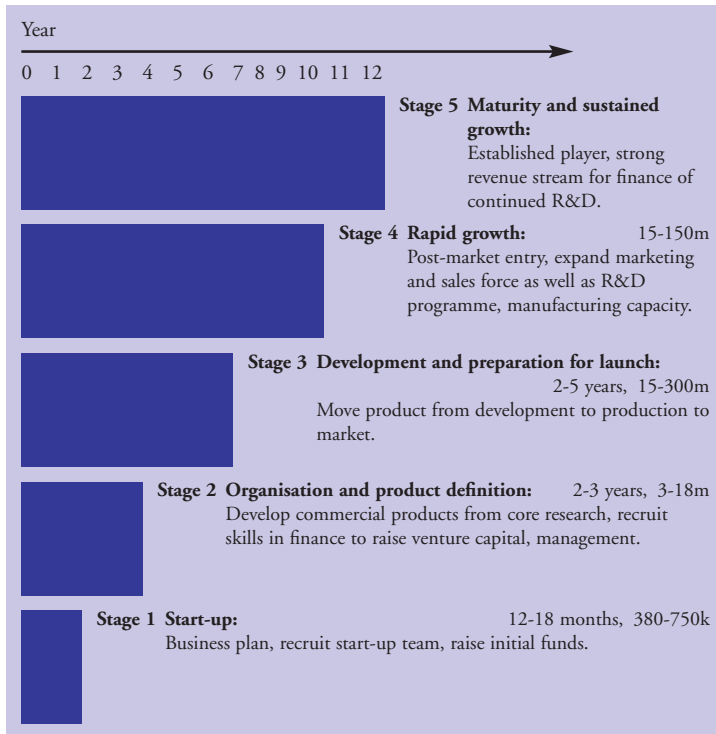 Year
0 1 2 3 4 5 6 7 8 9 10 11 12
Stage 5 Maturity and sustained
growth:
Established player, strong
revenue stream for finance of
continued R&D.
Stage 4 Rapid growth: 15-150m
Post-market entry, expand marketing
and sales force as well as R&D
programme, manufacturing capacity.
Stage 3 Development and preparation for launch:
2-5 years, 15-300m
Move product from development to production to
market.
Stage 2 Organisation and product definition: 2-3 years, 3-18m
Develop commercial products from core research, recruit
skills in finance to raise venture capital, management.
Stage 1 Start-up: 12-18 months, 380-750k
Business plan, recruit start-up team, raise initial funds.